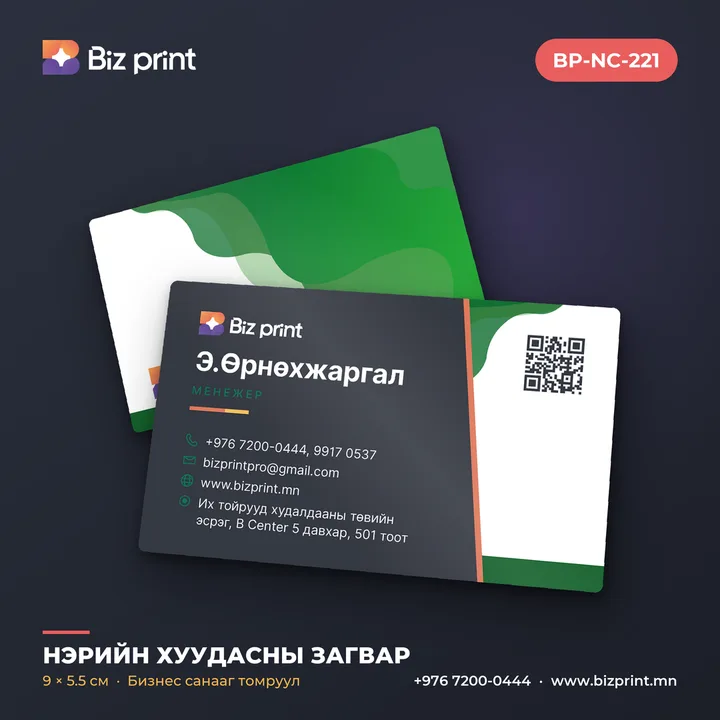 Biz print
BP-NC-221
Biz print
Э.Өрнөхжаргал
МЕНЕЖЕР
+976 7200-0444, 9917 0537
bizprintpro@gmail.com
www.bizprint.mn
Их тойрууд худалдааны төвийн
эсрэг, B Center 5 давхар, 501 тоот
НЭРИЙН ХУУДАСНЫ ЗАГВАР
9 × 5.5 см · Бизнес санааг томруул
+976 7200-0444 · www.bizprint.mn